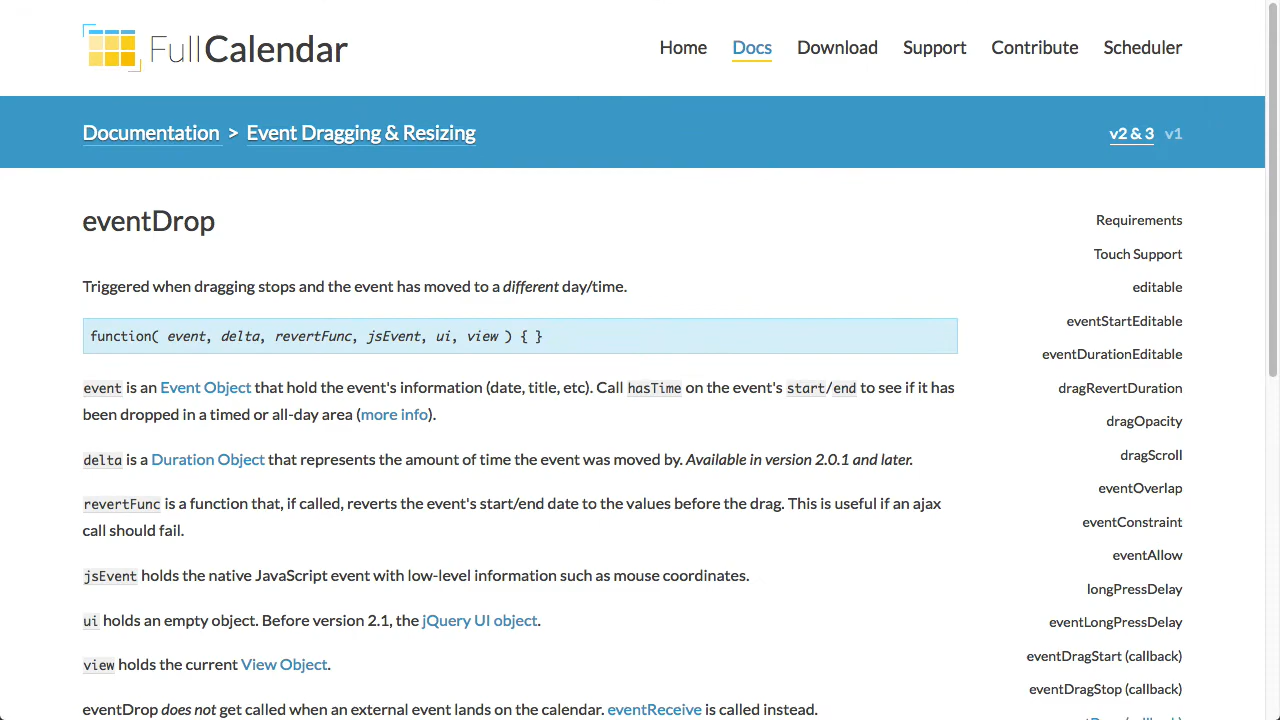 FullCalendar
Home Docs Download Support Contribute Scheduler
Documentation > Event Dragging & Resizing
v2 & 3 v1
eventDrop
Triggered when dragging stops and the event has moved to a different day/time.
function( event, delta, revertFunc, jsEvent, ui, view ) { }
event is an Event Object that hold the event's information (date, title, etc). Call hasTime on the event's start/end to see if it has
been dropped in a timed or all-day area (more info).
delta is a Duration Object that represents the amount of time the event was moved by. Available in version 2.0.1 and later.
revertFunc is a function that, if called, reverts the event's start/end date to the values before the drag. This is useful if an ajax
call should fail.
jsEvent holds the native JavaScript event with low-level information such as mouse coordinates.
ui holds an empty object. Before version 2.1, the jQuery UI object.
view holds the current View Object.
eventDrop does not get called when an external event lands on the calendar. eventReceive is called instead.
Requirements
Touch Support
editable
eventStartEditable
eventDurationEditable
dragRevertDuration
dragOpacity
dragScroll
eventOverlap
eventConstraint
eventAllow
longPressDelay
eventLongPressDelay
eventDragStart (callback)
eventDragStop (callback)